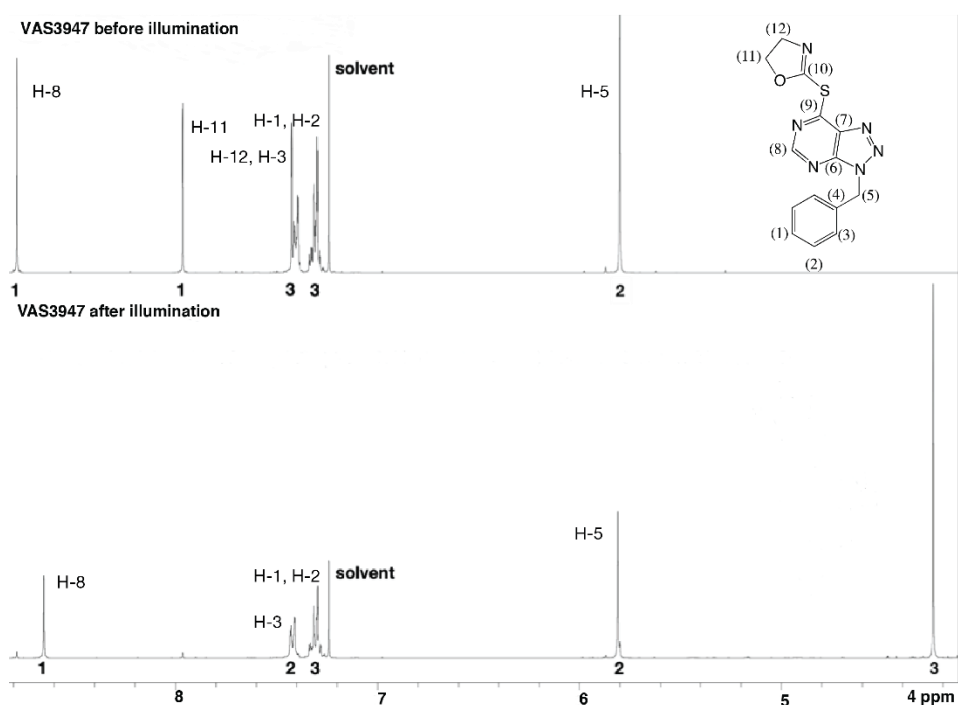 VAS3947 before illumination
(12)
(11)
N
O
(10)
S
(9)
N
(7)
N
N
(8)
N
(6)
N
(4)
(5)
(1)
(3)
(2)
H-8
H-11
H-1, H-2
H-12, H-3
solvent
H-5
1 1 3 3 2
VAS3947 after illumination
H-8
H-1, H-2
H-3
solvent
H-5
1 2 3 2 3
8 7 6 5 4 ppm